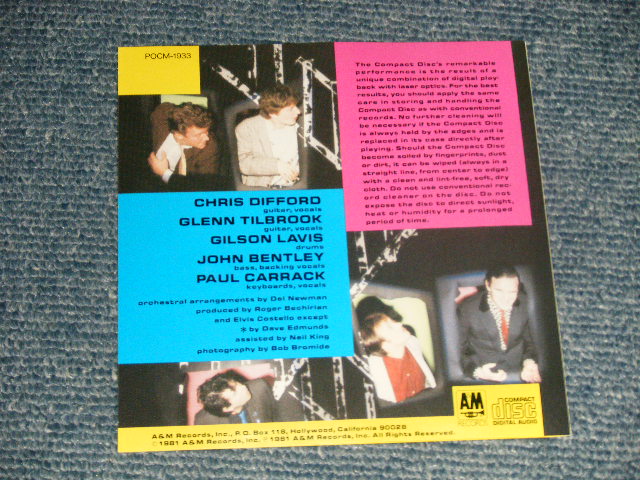 POCM-1933
The Compact Disc's remarkable
performance is the result of a
unique combination of digital play-
back with laser optics. For the best
results, you should apply the same
care in storing and handling the
Compact Disc as with conventional
records. No further cleaning will
be necessary if the Compact Disc
is always held by the edges and is
replaced in its case directly after
playing. Should the Compact Disc
become soiled by fingerprints, dust
or dirt, it can be wiped (always in a
straight line, from center to edge)
with a clean and lint-free, soft, dry
cloth. Do not use conventional rec-
ord cleaner on the disc. Do not
expose the disc to direct sunlight,
heat or humidity for a prolonged
period of time.
CHRIS DIFFORD
guitar, vocals
GLENN TILBROOK
guitar, vocals
GILSON LAVIS
drums
JOHN BENTLEY
bass, backing vocals
PAUL CARRACK
keyboards, vocals
orchestral arrangements by Del Newman
produced by Roger Bechirian
and Elvis Costello except
* by Dave Edmunds
assisted by Neil King
photography by Bob Bromide
A&M
COMPACT
disc
DIGITAL AUDIO
A&M Records, Inc., P.O. Box 118, Hollywood, California 90028
©1981 A&M Records, Inc. ℗1981 A&M Records, Inc. All Rights Reserved.